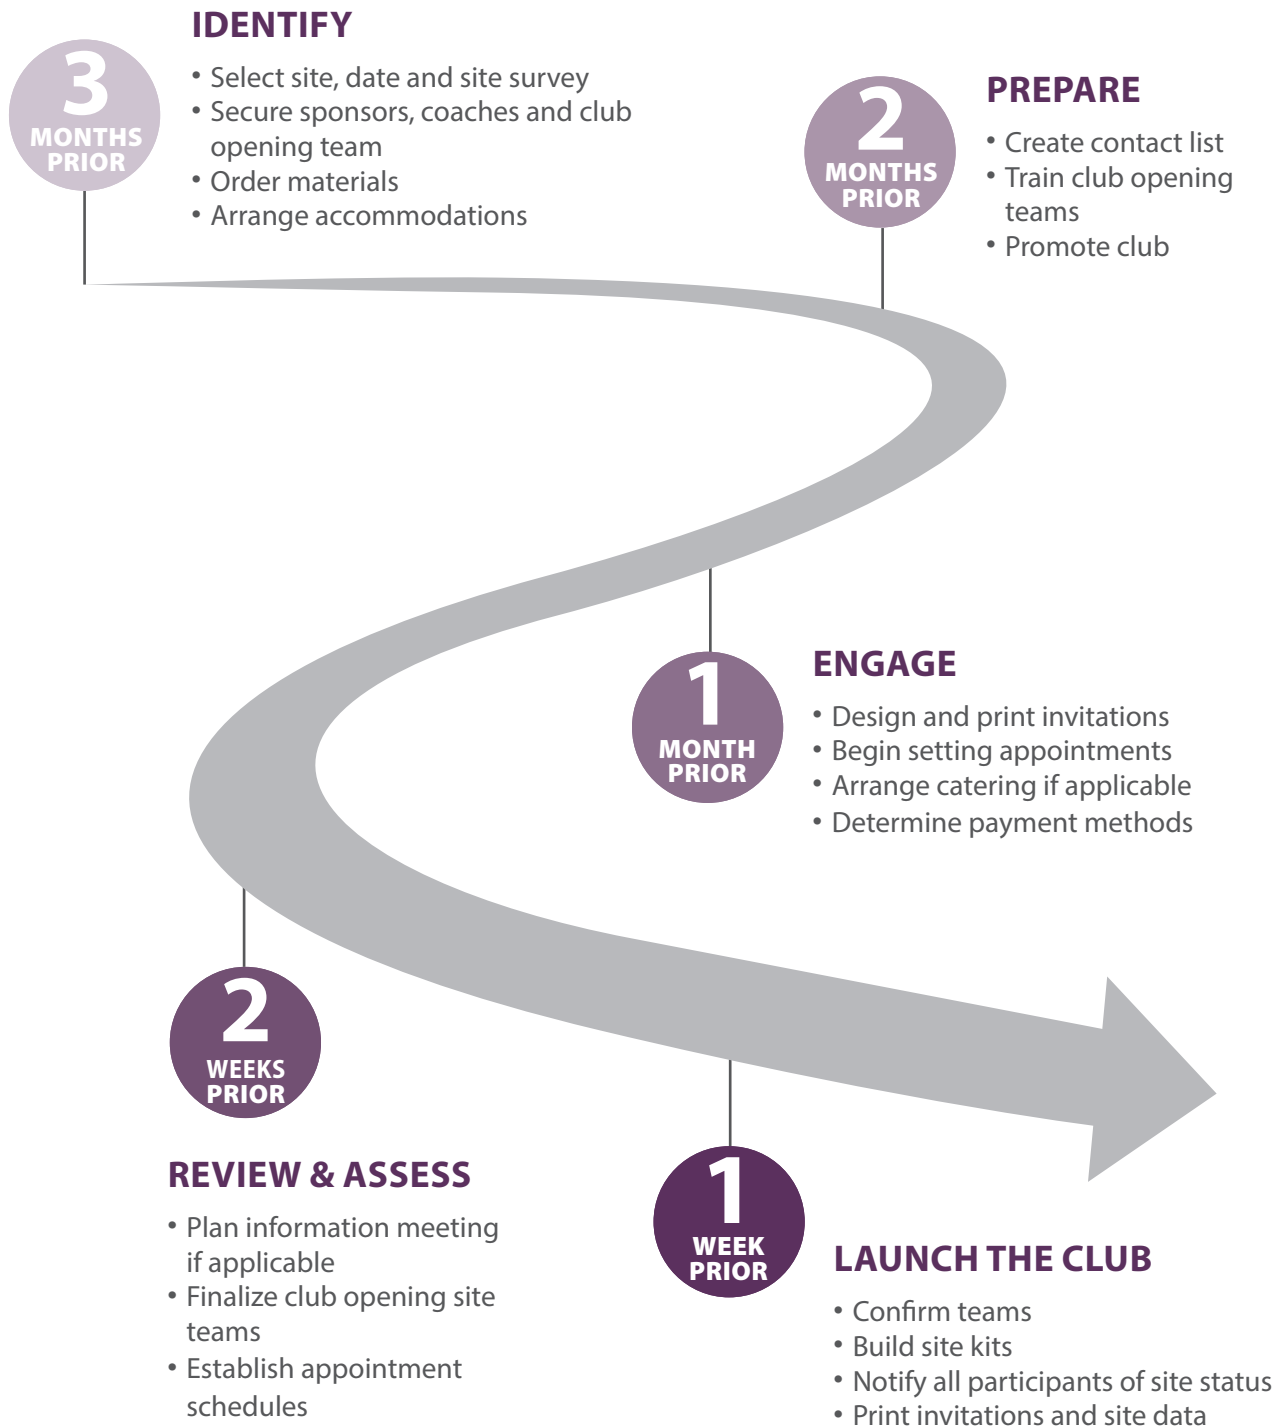 3
MONTHS
PRIOR
IDENTIFY
• Select site, date and site survey
• Secure sponsors, coaches and club
opening team
• Order materials
• Arrange accommodations
2
MONTHS
PRIOR
PREPARE
• Create contact list
• Train club opening
teams
• Promote club
1
MONTH
PRIOR
ENGAGE
• Design and print invitations
• Begin setting appointments
• Arrange catering if applicable
• Determine payment methods
2
WEEKS
PRIOR
REVIEW & ASSESS
• Plan information meeting
if applicable
• Finalize club opening site
teams
• Establish appointment
schedules
1
WEEK
PRIOR
LAUNCH THE CLUB
• Confirm teams
• Build site kits
• Notify all participants of site status
• Print invitations and site data